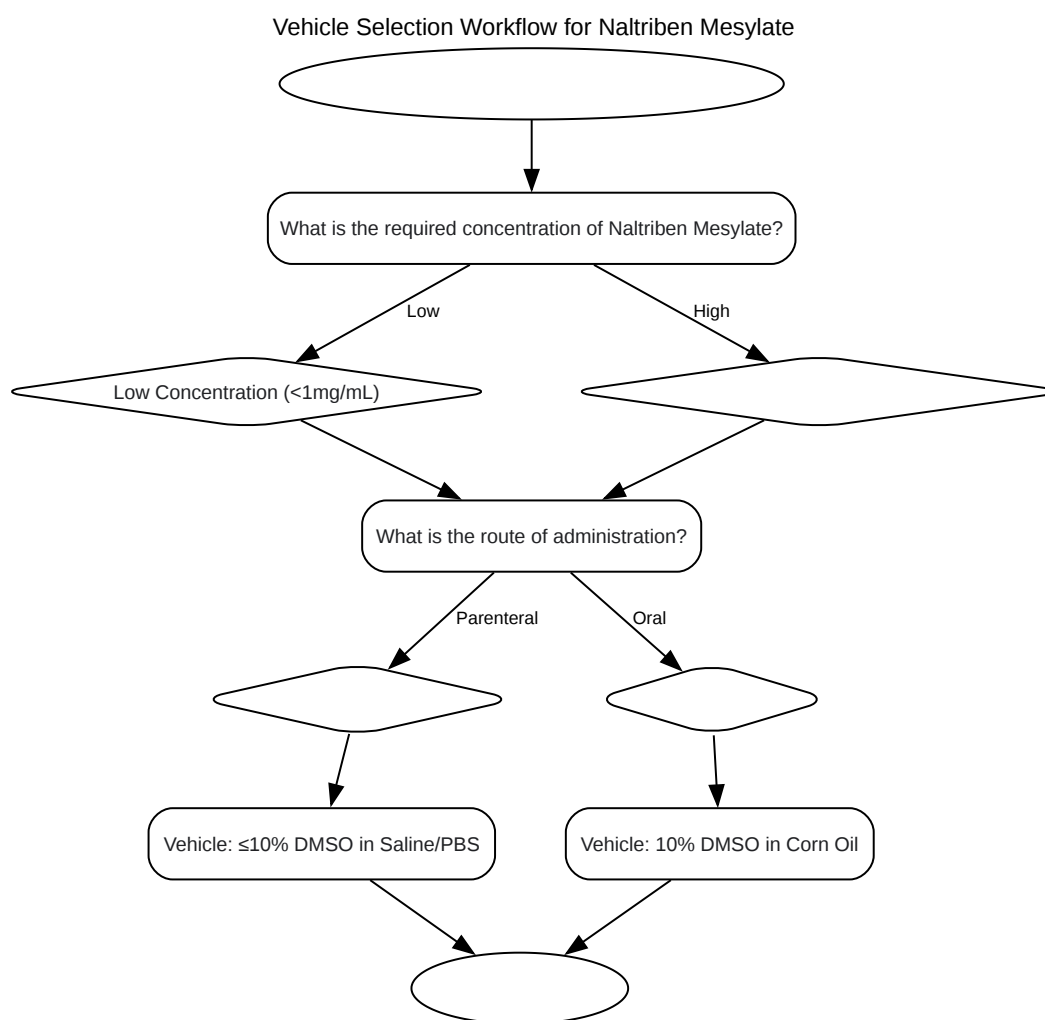 Vehicle Selection Workflow for Naltriben Mesylate
What is the required concentration of Naltriben Mesylate?
Low
High
Low Concentration (<1mg/mL)
What is the route of administration?
Parenteral
Oral
Vehicle: ≤10% DMSO in Saline/PBS
Vehicle: 10% DMSO in Corn Oil